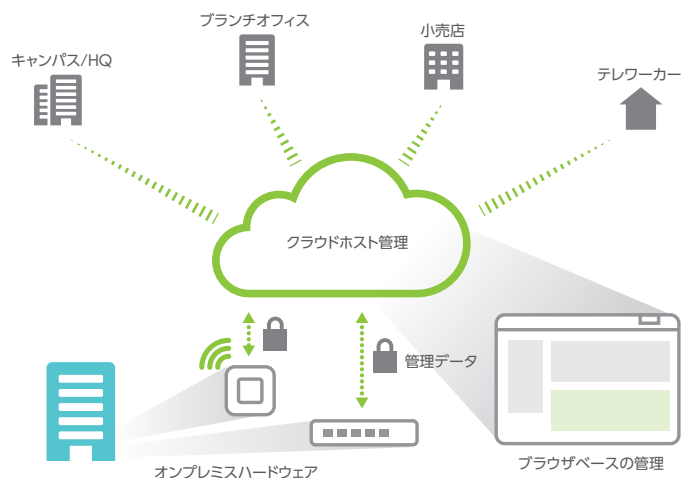 ブランチオフィス
小売店
キャンパス/HQ
テレワーカー
クラウドホスト管理
管理データ
オンプレミスハードウェア
ブラウザベースの管理